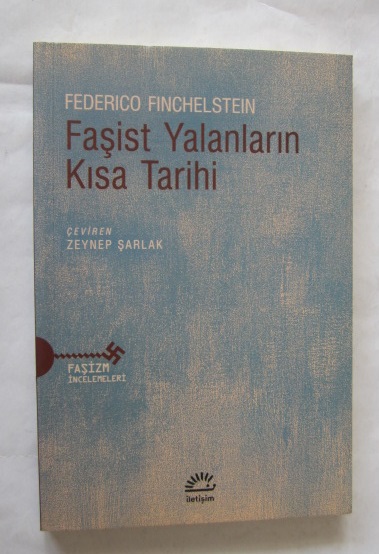 FEDERICO FINCHELSTEIN
Faşist Yalanların
Kısa Tarihi
ÇEVİREN
ZEYNEP ŞARLAK
FAŞİZM
İNCELEMELERİ
iletişim